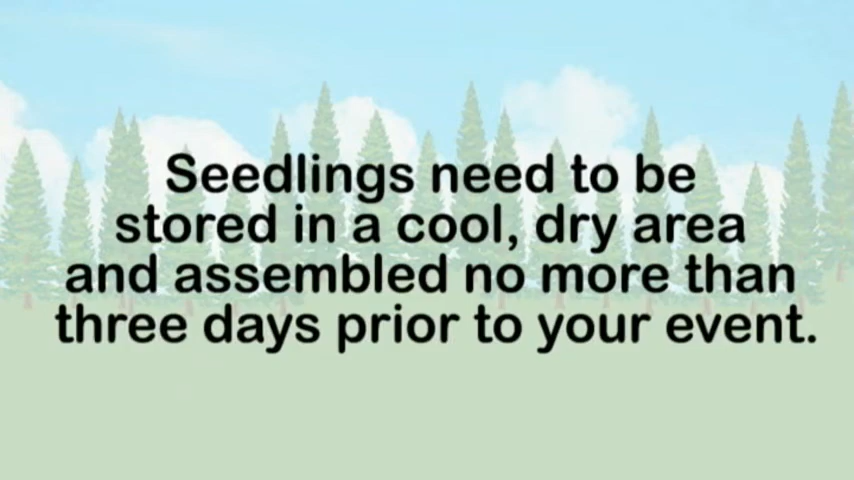 Seedlings need to be
stored in a cool, dry area
and assembled no more than
three days prior to your event.